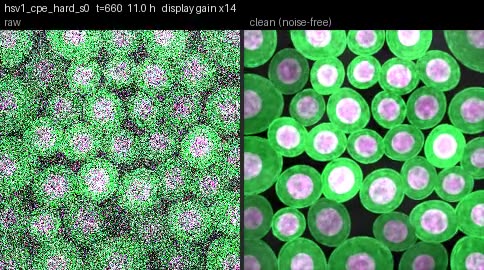 hsv1_cpe_hard_s0 t=660 11.0 h display gain x14
raw
clean (noise-free)